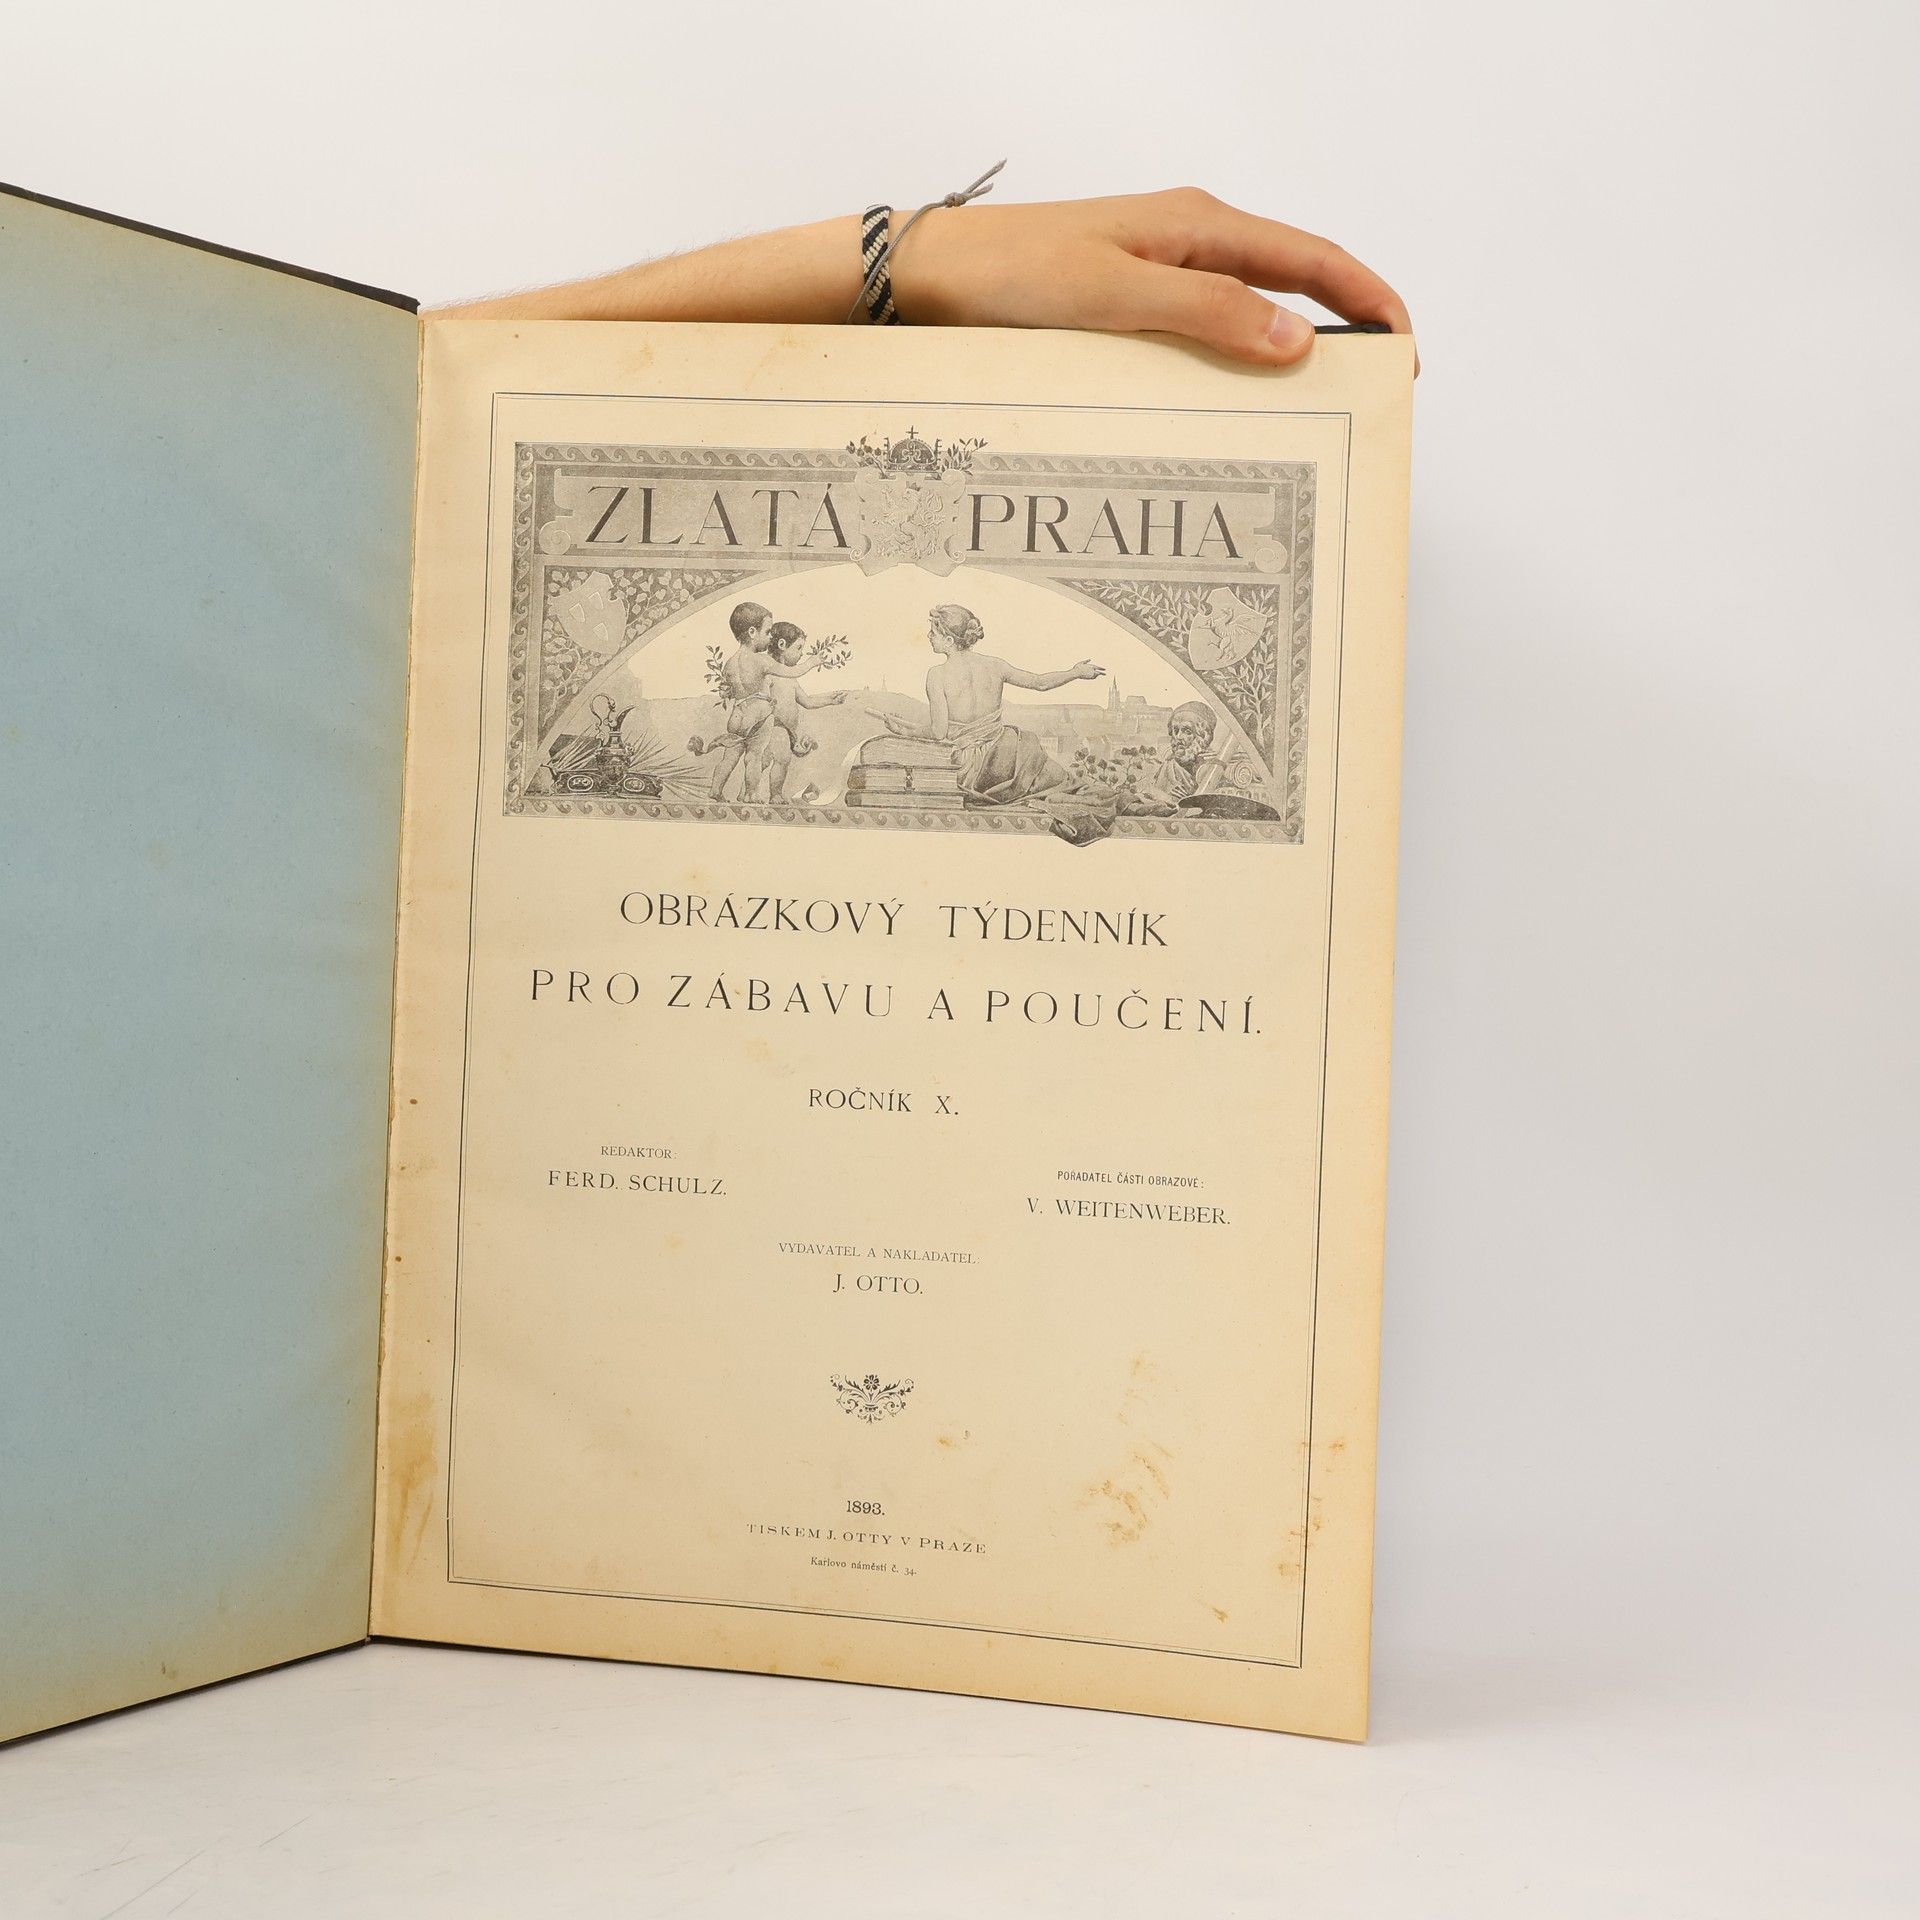 ZLATÁ PRAHA
OBRÁZKOVÝ TÝDENNÍK
PRO ZÁBAVU A POUČENÍ.
ROČNÍK X.
REDAKTOR:
FERD. SCHULZ.
POŘADATEL ČÁSTI OBRAZOVÉ:
V. WEITENWEBER.
VYDAVATEL A NAKLADATEL:
J. OTTO.
1893.
TISKEM J. OTTY V PRAZE
Karlovo náměstí č. 34.